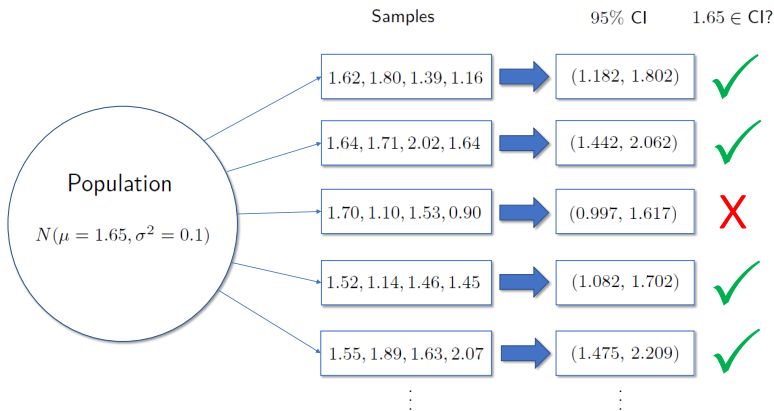 Samples 95% CI 1.65 ∈ CI?
1.62, 1.80, 1.39, 1.16 (1.182, 1.802)
1.64, 1.71, 2.02, 1.64 (1.442, 2.062)
Population
1.70, 1.10, 1.53, 0.90 (0.997, 1.617) X
N(μ = 1.65, σ² = 0.1)
1.52, 1.14, 1.46, 1.45 (1.082, 1.702)
1.55, 1.89, 1.63, 2.07 (1.475, 2.209)
⋮ ⋮